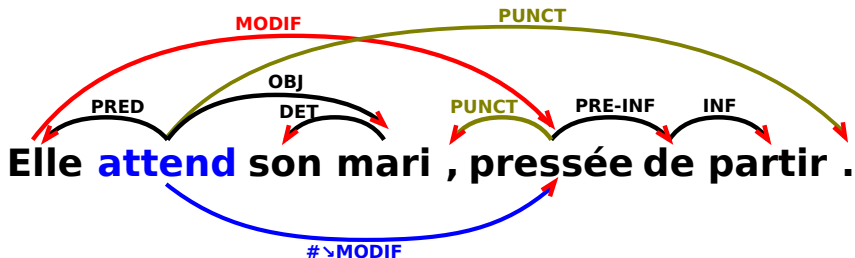 MODIF PUNCT
OBJ
PRED DET PUNCT PRE-INF INF
Elle attend son mari , pressée de partir .
#↘MODIF